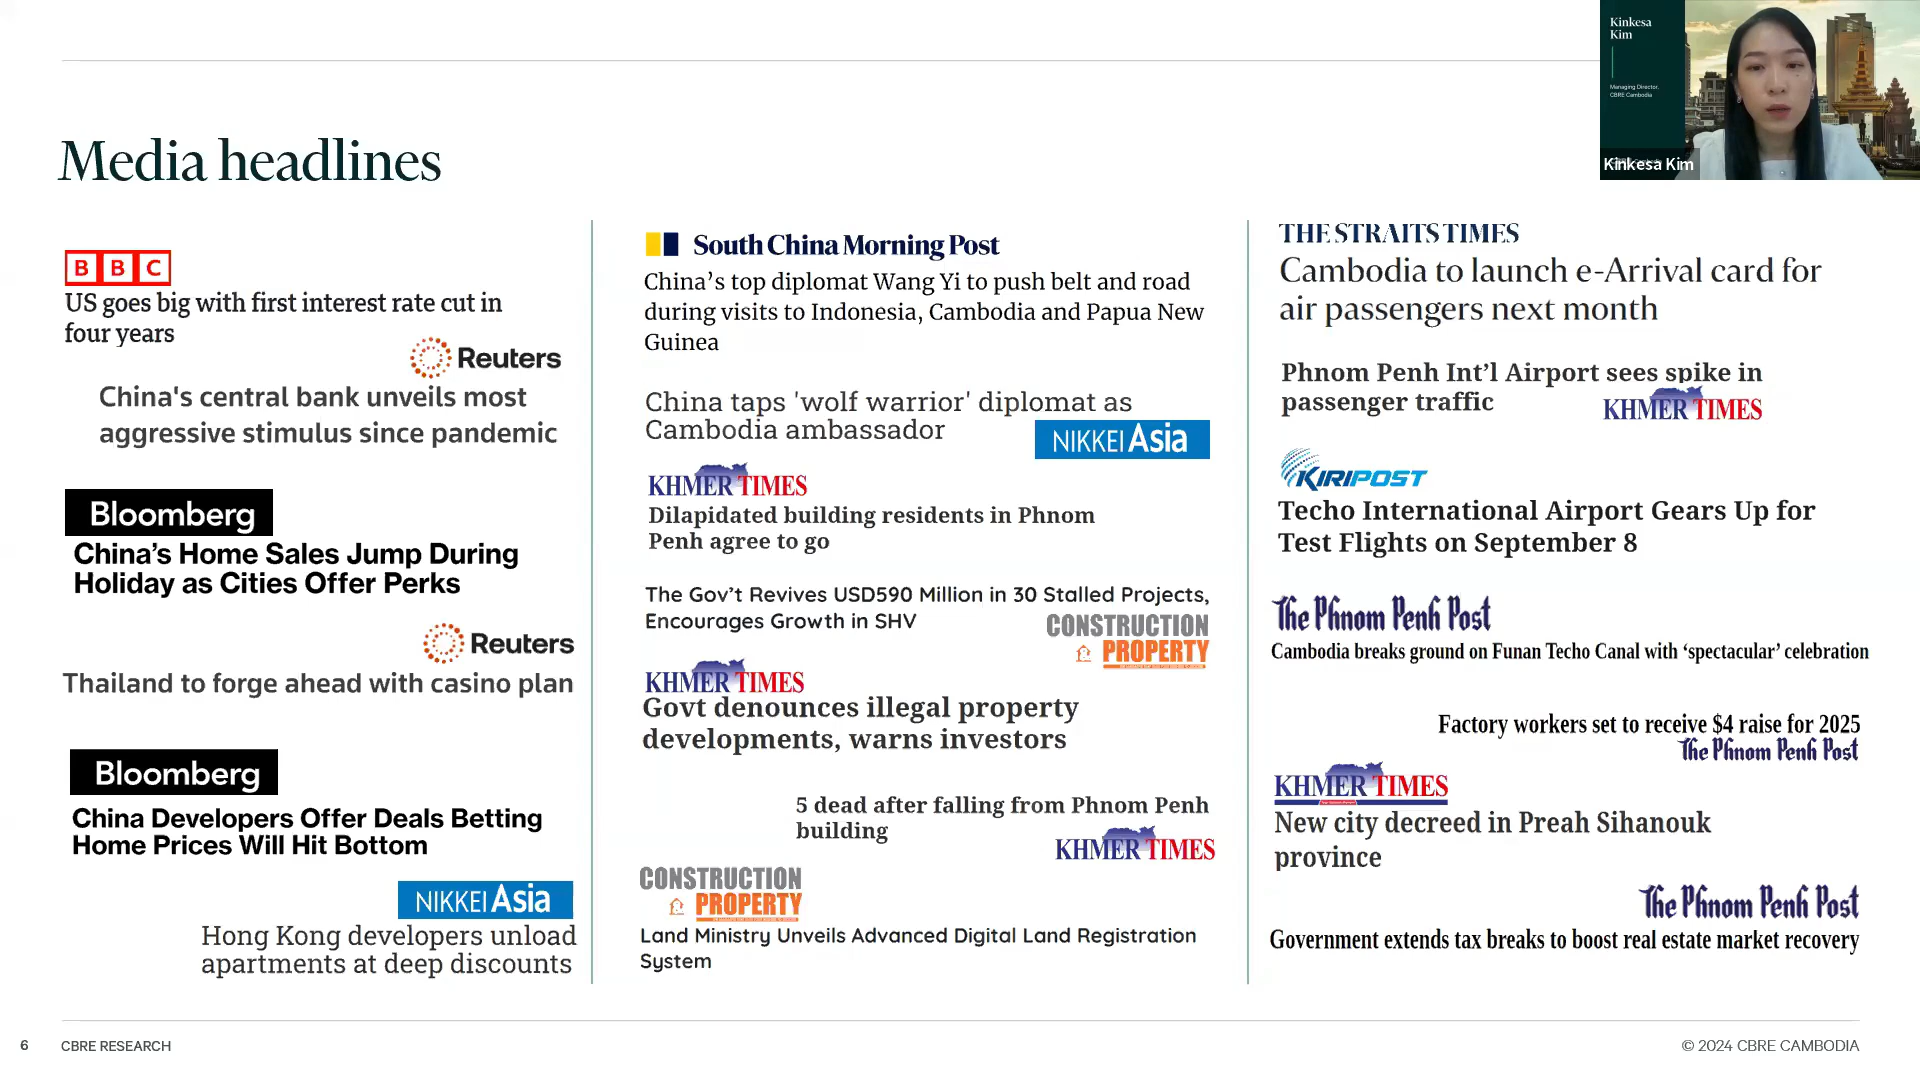 Kinkesa
Kim
Managing Director,
CBRE Cambodia
Kinkesa Kim
Media headlines
BBC
US goes big with first interest rate cut in
four years
Reuters
China's central bank unveils most
aggressive stimulus since pandemic
Bloomberg
China's Home Sales Jump During
Holiday as Cities Offer Perks
Reuters
Thailand to forge ahead with casino plan
Bloomberg
China Developers Offer Deals Betting
Home Prices Will Hit Bottom
NIKKEI Asia
Hong Kong developers unload
apartments at deep discounts
South China Morning Post
China's top diplomat Wang Yi to push belt and road
during visits to Indonesia, Cambodia and Papua New
Guinea
China taps 'wolf warrior' diplomat as
Cambodia ambassador
NIKKEI Asia
KHMER TIMES
Dilapidated building residents in Phnom
Penh agree to go
The Gov't Revives USD590 Million in 30 Stalled Projects,
Encourages Growth in SHV
CONSTRUCTION
PROPERTY
KHMER TIMES
Govt denounces illegal property
developments, warns investors
5 dead after falling from Phnom Penh
building
KHMER TIMES
CONSTRUCTION
PROPERTY
Land Ministry Unveils Advanced Digital Land Registration
System
THE STRAITS TIMES
Cambodia to launch e-Arrival card for
air passengers next month
Phnom Penh Int'l Airport sees spike in
passenger traffic
KHMER TIMES
KIRIPOST
Techo International Airport Gears Up for
Test Flights on September 8
The Phnom Penh Post
Cambodia breaks ground on Funan Techo Canal with ‘spectacular’ celebration
Factory workers set to receive $4 raise for 2025
The Phnom Penh Post
KHMER TIMES
New city decreed in Preah Sihanouk
province
The Phnom Penh Post
Government extends tax breaks to boost real estate market recovery
6 CBRE RESEARCH
© 2024 CBRE CAMBODIA